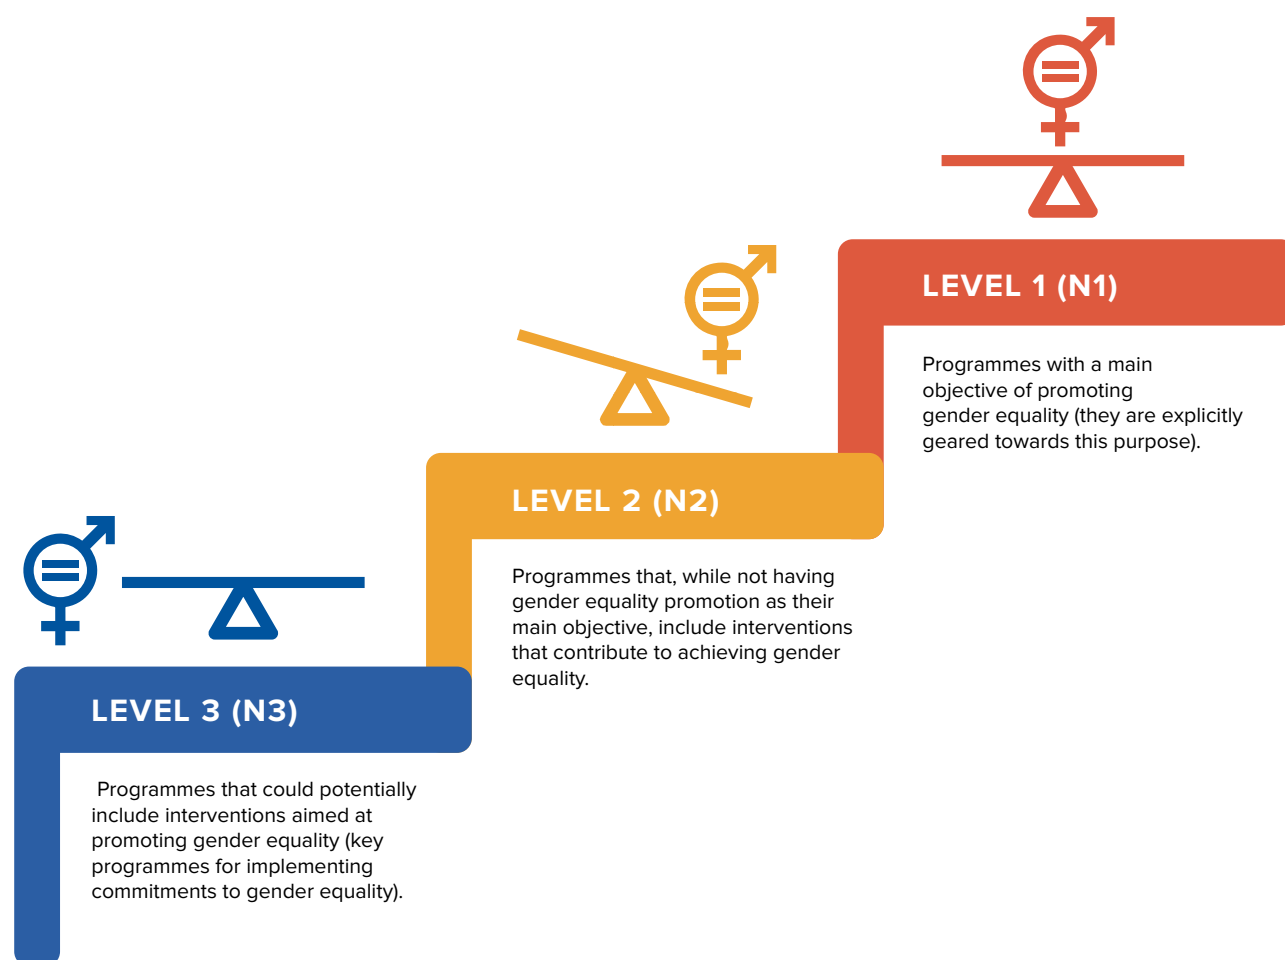 LEVEL 1 (N1)
Programmes with a main
objective of promoting
gender equality (they are explicitly
geared towards this purpose).
LEVEL 2 (N2)
Programmes that, while not having
gender equality promotion as their
main objective, include interventions
that contribute to achieving gender
equality.
LEVEL 3 (N3)
Programmes that could potentially
include interventions aimed at
promoting gender equality (key
programmes for implementing
commitments to gender equality).